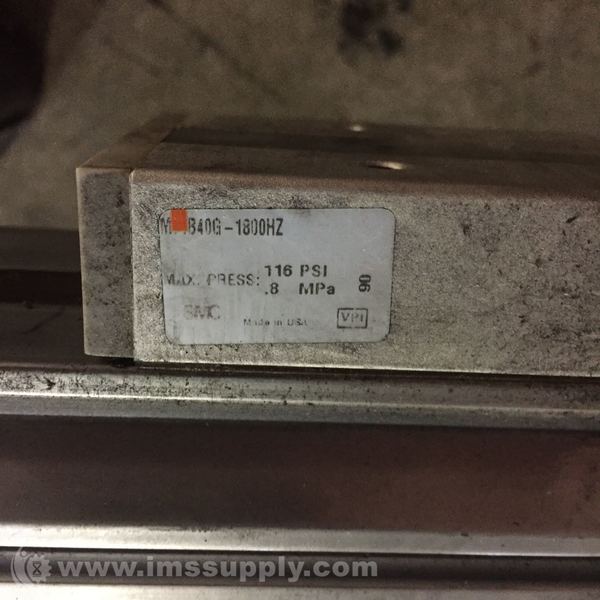 B40G-1800HZ
MAX. PRESS: 116 PSI
.8 MPa
90
SMC
Made in USA
VPI
www.imssupply.com